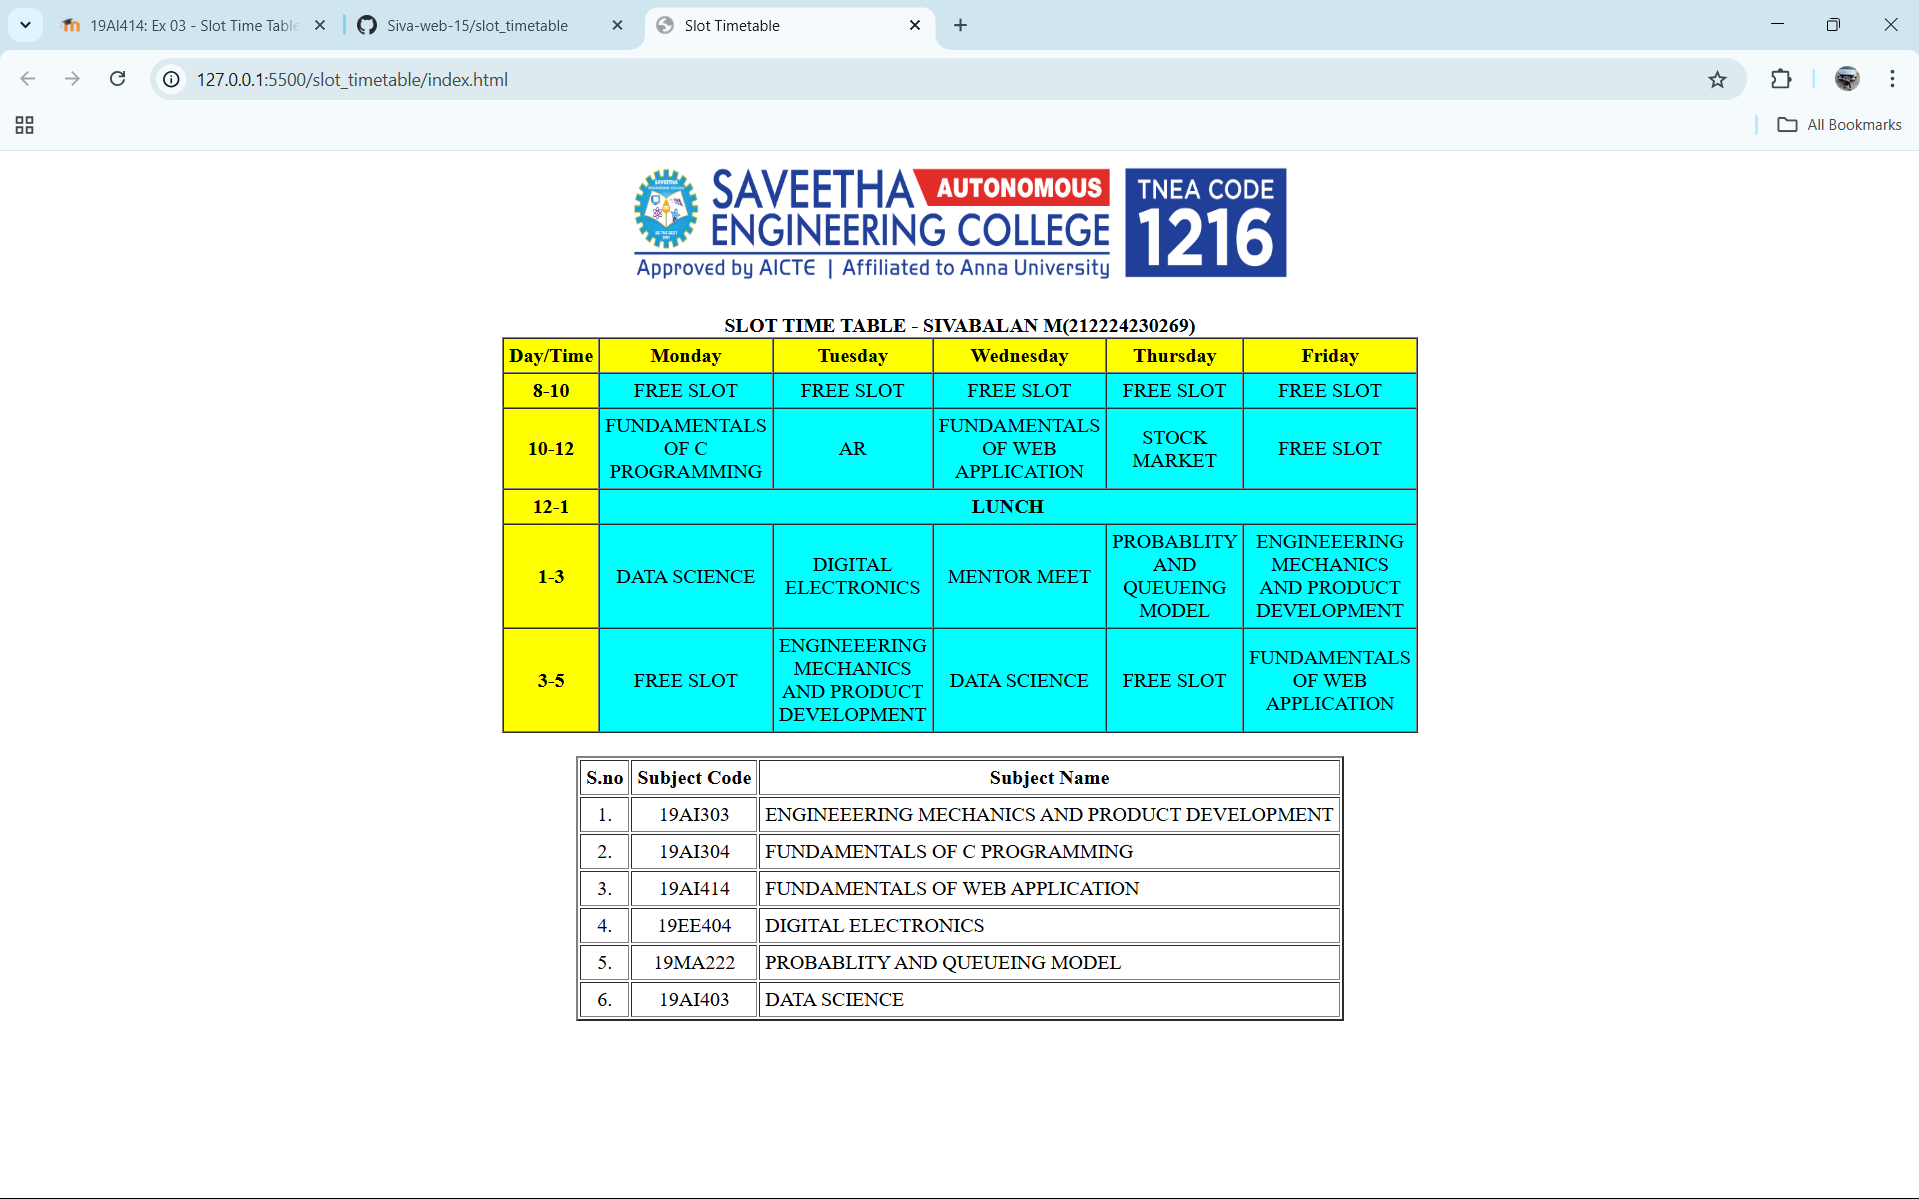 19AI414: Ex 03 - Slot Time Table
Siva-web-15/slot_timetable
Slot Timetable
127.0.0.1:5500/slot_timetable/index.html
All Bookmarks
SAVEETHA AUTONOMOUS
ENGINEERING COLLEGE
Approved by AICTE | Affiliated to Anna University
TNEA CODE
1216
SLOT TIME TABLE - SIVABALAN M(212224230269)
Day/Time Monday Tuesday Wednesday Thursday Friday
8-10 FREE SLOT FREE SLOT FREE SLOT FREE SLOT FREE SLOT
10-12
FUNDAMENTALS
OF C
PROGRAMMING
AR
FUNDAMENTALS
OF WEB
APPLICATION
STOCK
MARKET
FREE SLOT
12-1 LUNCH
1-3
DATA SCIENCE
DIGITAL
ELECTRONICS
MENTOR MEET
PROBABLITY
AND
QUEUEING
MODEL
ENGINEEERING
MECHANICS
AND PRODUCT
DEVELOPMENT
3-5
FREE SLOT
ENGINEEERING
MECHANICS
AND PRODUCT
DEVELOPMENT
DATA SCIENCE
FREE SLOT
FUNDAMENTALS
OF WEB
APPLICATION
S.no Subject Code Subject Name
1. 19AI303 ENGINEEERING MECHANICS AND PRODUCT DEVELOPMENT
2. 19AI304 FUNDAMENTALS OF C PROGRAMMING
3. 19AI414 FUNDAMENTALS OF WEB APPLICATION
4. 19EE404 DIGITAL ELECTRONICS
5. 19MA222 PROBABLITY AND QUEUEING MODEL
6. 19AI403 DATA SCIENCE